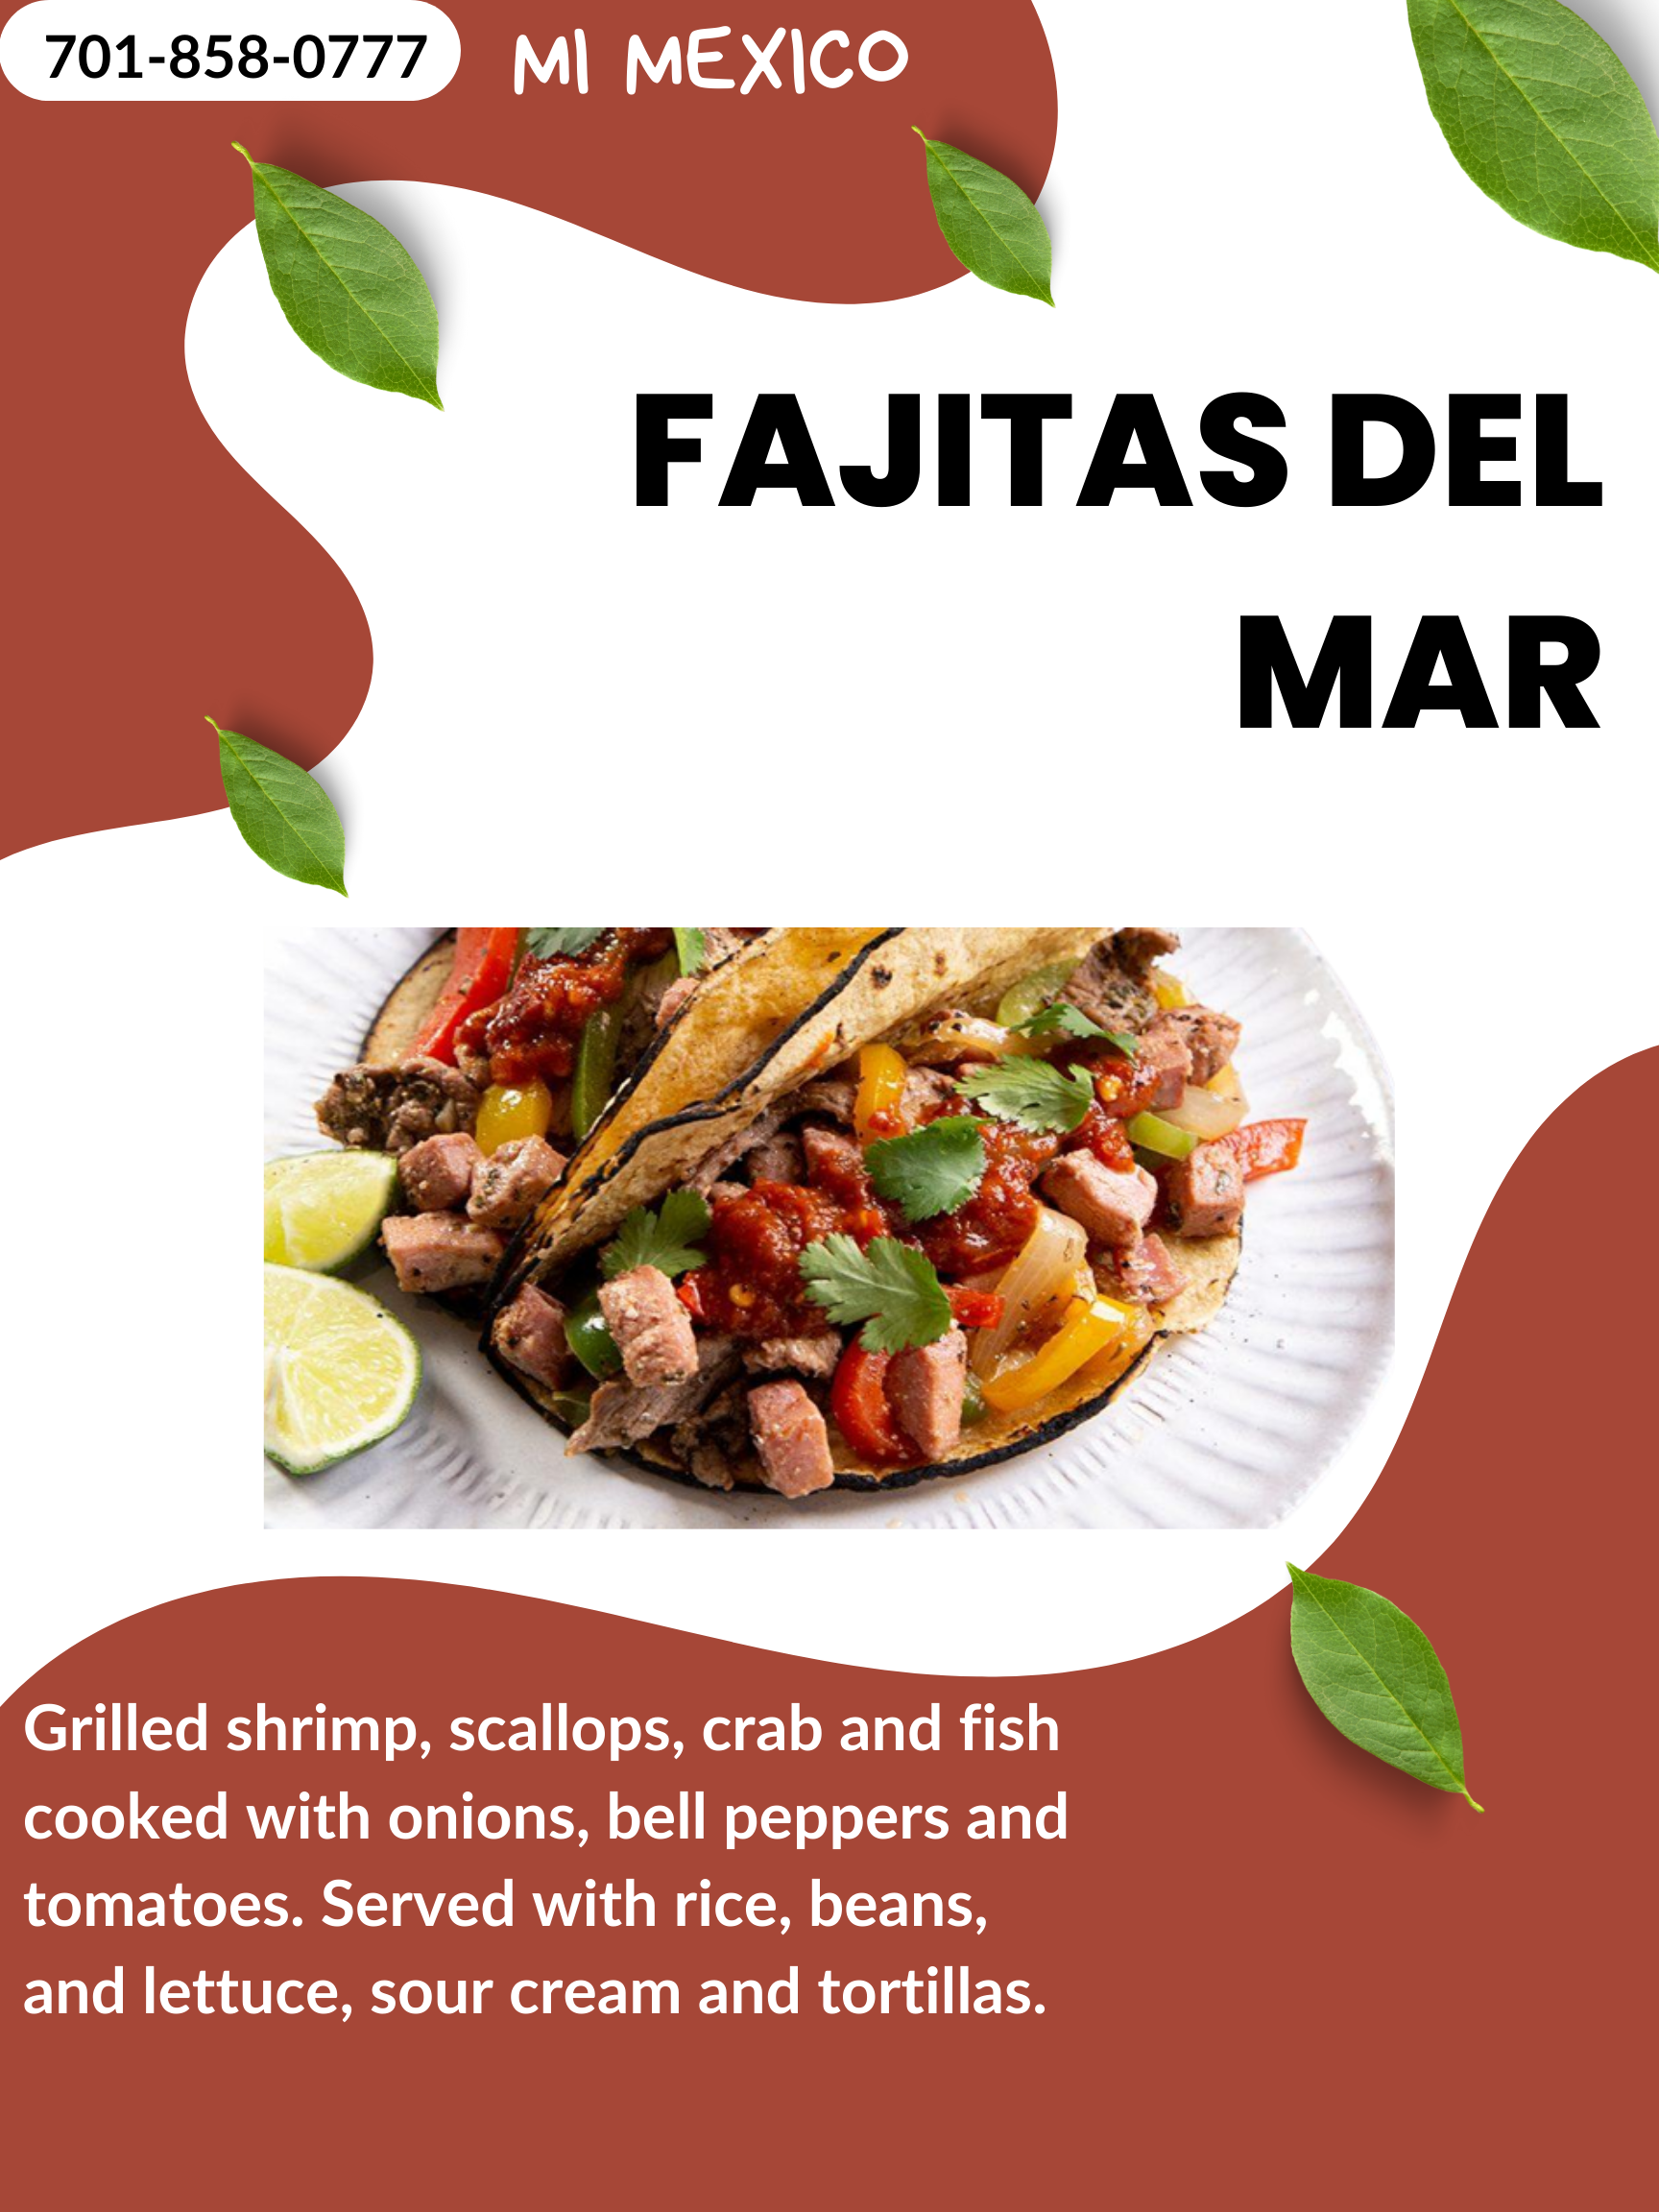 701-858-0777
MI MEXICO
FAJITAS DEL
MAR
Grilled shrimp, scallops, crab and fish
cooked with onions, bell peppers and
tomatoes. Served with rice, beans,
and lettuce, sour cream and tortillas.